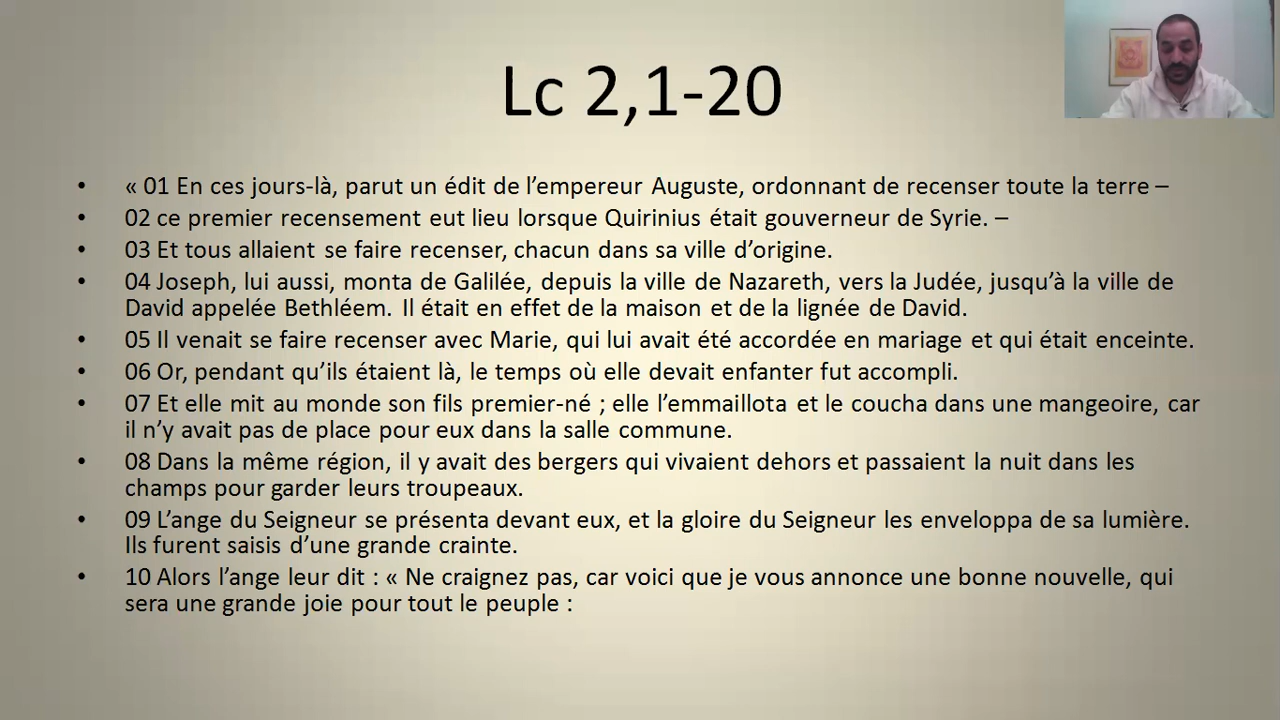 Lc 2,1-20
• « 01 En ces jours-là, parut un édit de l’empereur Auguste, ordonnant de recenser toute la terre –
• 02 ce premier recensement eut lieu lorsque Quirinius était gouverneur de Syrie. –
• 03 Et tous allaient se faire recenser, chacun dans sa ville d’origine.
• 04 Joseph, lui aussi, monta de Galilée, depuis la ville de Nazareth, vers la Judée, jusqu’à la ville de
David appelée Bethléem. Il était en effet de la maison et de la lignée de David.
• 05 Il venait se faire recenser avec Marie, qui lui avait été accordée en mariage et qui était enceinte.
• 06 Or, pendant qu’ils étaient là, le temps où elle devait enfanter fut accompli.
• 07 Et elle mit au monde son fils premier-né ; elle l’emmaillota et le coucha dans une mangeoire, car
il n’y avait pas de place pour eux dans la salle commune.
• 08 Dans la même région, il y avait des bergers qui vivaient dehors et passaient la nuit dans les
champs pour garder leurs troupeaux.
• 09 L’ange du Seigneur se présenta devant eux, et la gloire du Seigneur les enveloppa de sa lumière.
Ils furent saisis d’une grande crainte.
• 10 Alors l’ange leur dit : « Ne craignez pas, car voici que je vous annonce une bonne nouvelle, qui
sera une grande joie pour tout le peuple :